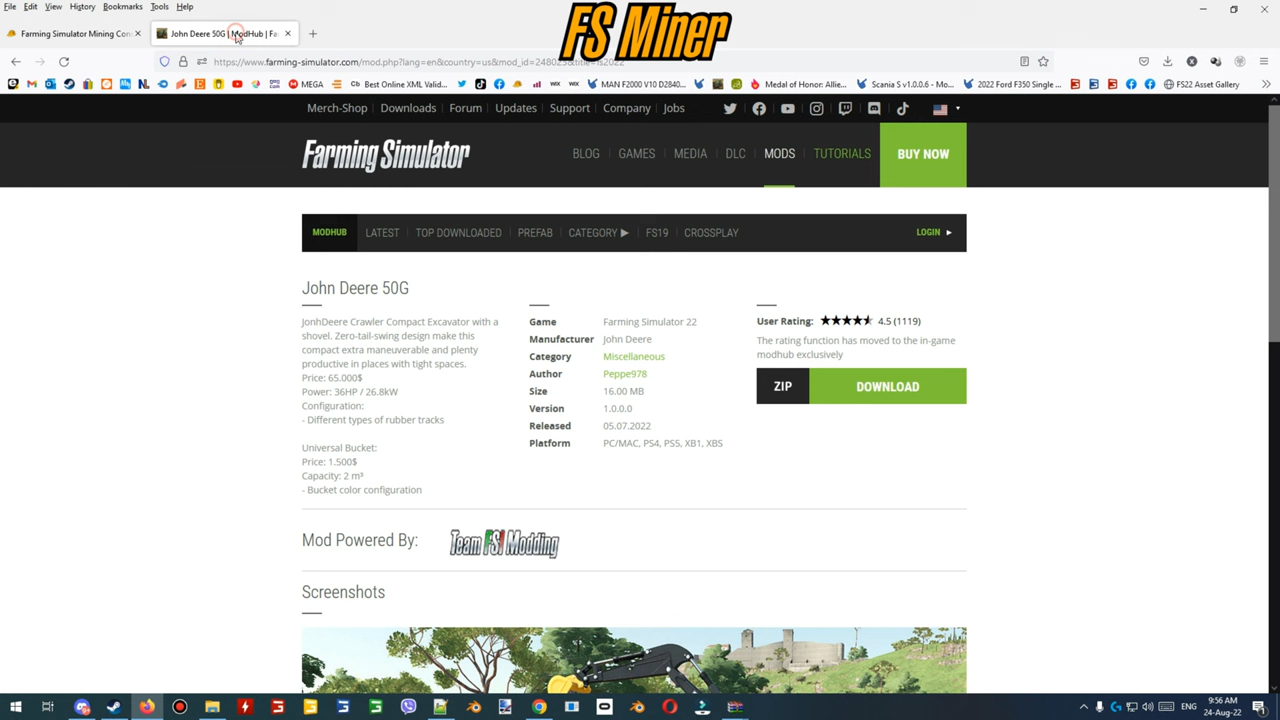 File Edit View History Bookmarks Tools Help
FS Miner
Farming Simulator Mining Con
John Deere 50G | ModHub | Fa
https://www.farming-simulator.com/mod.php?lang=en&country=us&mod_id=248025&title=fs2022
MEGA
Best Online XML Valid...
MAN F2000 V10 D2840...
Medal of Honor: Allie...
Scania S v1.0.0.6 - Mo...
2022 Ford F350 Single ...
FS22 Asset Gallery
Merch-Shop Downloads Forum Updates Support Company Jobs
Farming Simulator
BLOG GAMES MEDIA DLC MODS TUTORIALS BUY NOW
MODHUB LATEST TOP DOWNLOADED PREFAB CATEGORY FS19 CROSSPLAY LOGIN
John Deere 50G
JonhDeere Crawler Compact Excavator with a
shovel. Zero-tail-swing design make this
compact extra maneuverable and plenty
productive in places with tight spaces.
Price: 65.000$
Power: 36HP / 26.8kW
Configuration:
- Different types of rubber tracks
Universal Bucket:
Price: 1.500$
Capacity: 2 m³
- Bucket color configuration
Game Farming Simulator 22
Manufacturer John Deere
Category Miscellaneous
Author Peppe978
Size 16.00 MB
Version 1.0.0.0
Released 05.07.2022
Platform PC/MAC, PS4, PS5, XB1, XBS
User Rating: 4.5 (1119)
The rating function has moved to the in-game
modhub exclusively
ZIP DOWNLOAD
Mod Powered By:
Team FSI Modding
Screenshots
ENG
9:56 AM
24-Aug-22